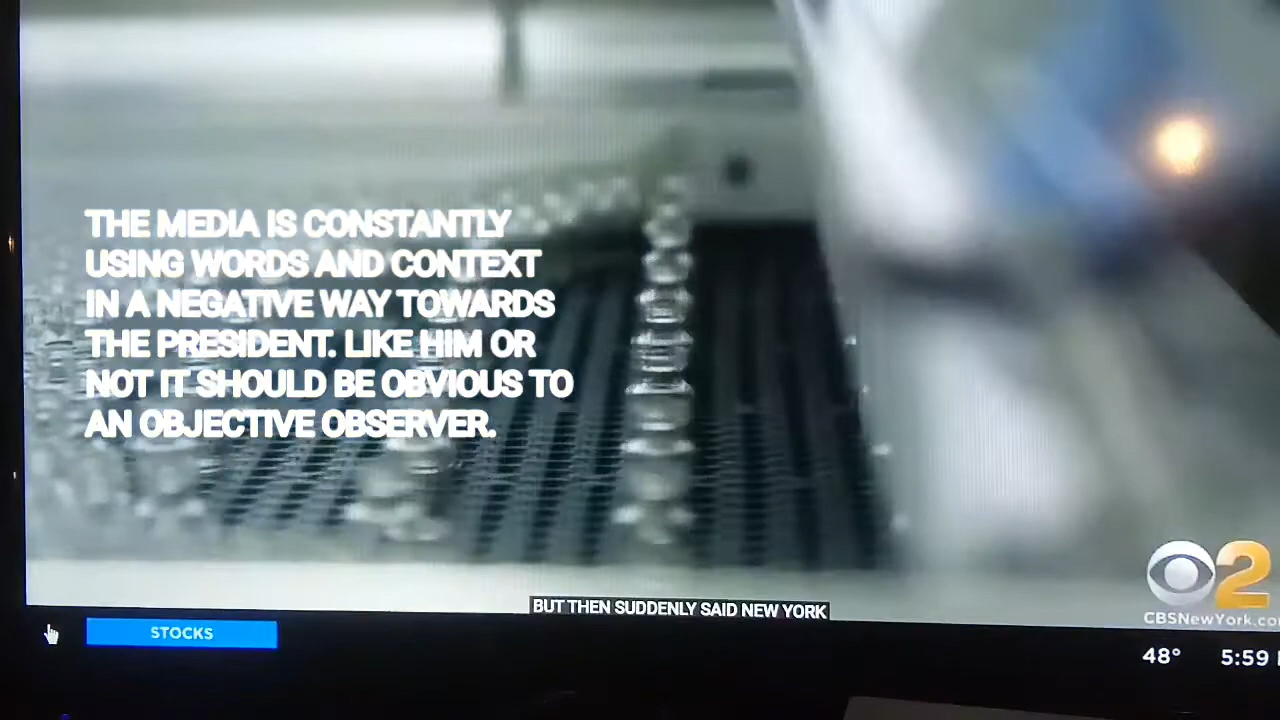 THE MEDIA IS CONSTANTLY
USING WORDS AND CONTEXT
IN A NEGATIVE WAY TOWARDS
THE PRESIDENT. LIKE HIM OR
NOT IT SHOULD BE OBVIOUS TO
AN OBJECTIVE OBSERVER.
2
CBSNewYork.co
BUT THEN SUDDENLY SAID NEW YORK
STOCKS
48° 5:59